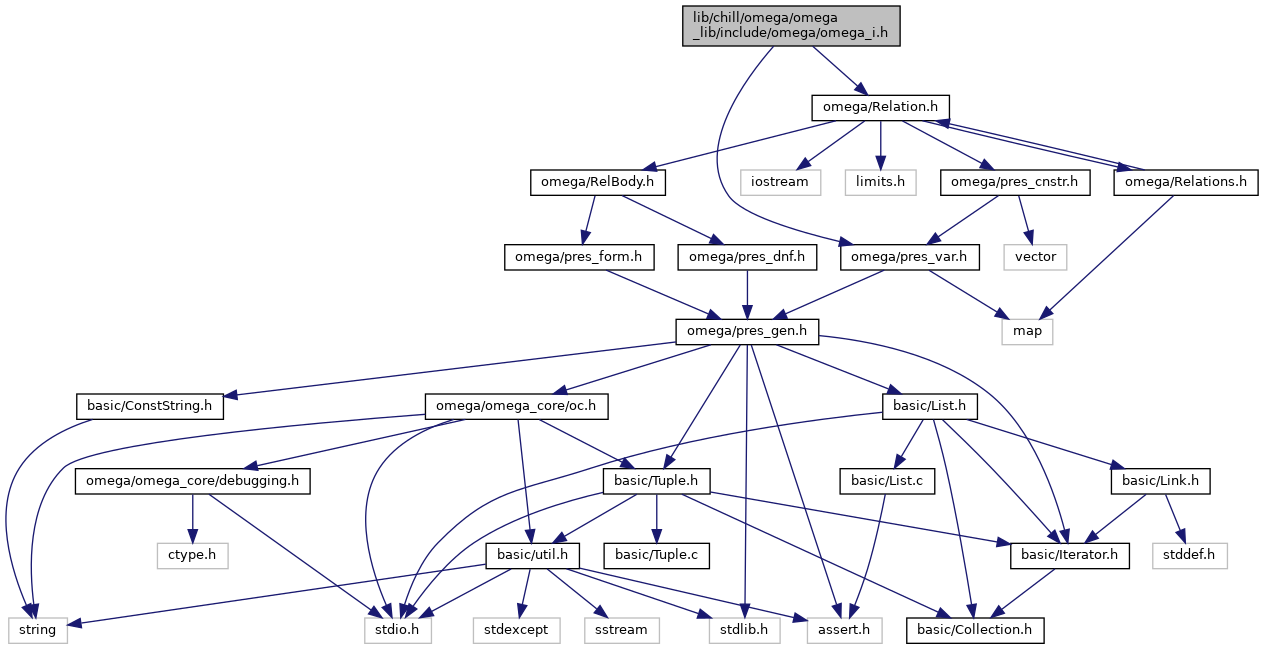 lib/chill/omega/omega
_lib/include/omega/omega_i.h
omega/Relation.h
omega/RelBody.h
iostream
limits.h
omega/pres_cnstr.h
omega/Relations.h
omega/pres_form.h
omega/pres_dnf.h
omega/pres_var.h
vector
omega/pres_gen.h
map
basic/ConstString.h
omega/omega_core/oc.h
basic/List.h
omega/omega_core/debugging.h
basic/Tuple.h
basic/List.c
basic/Link.h
ctype.h
basic/util.h
basic/Tuple.c
basic/Iterator.h
stddef.h
string
stdio.h
stdexcept
sstream
stdlib.h
assert.h
basic/Collection.h